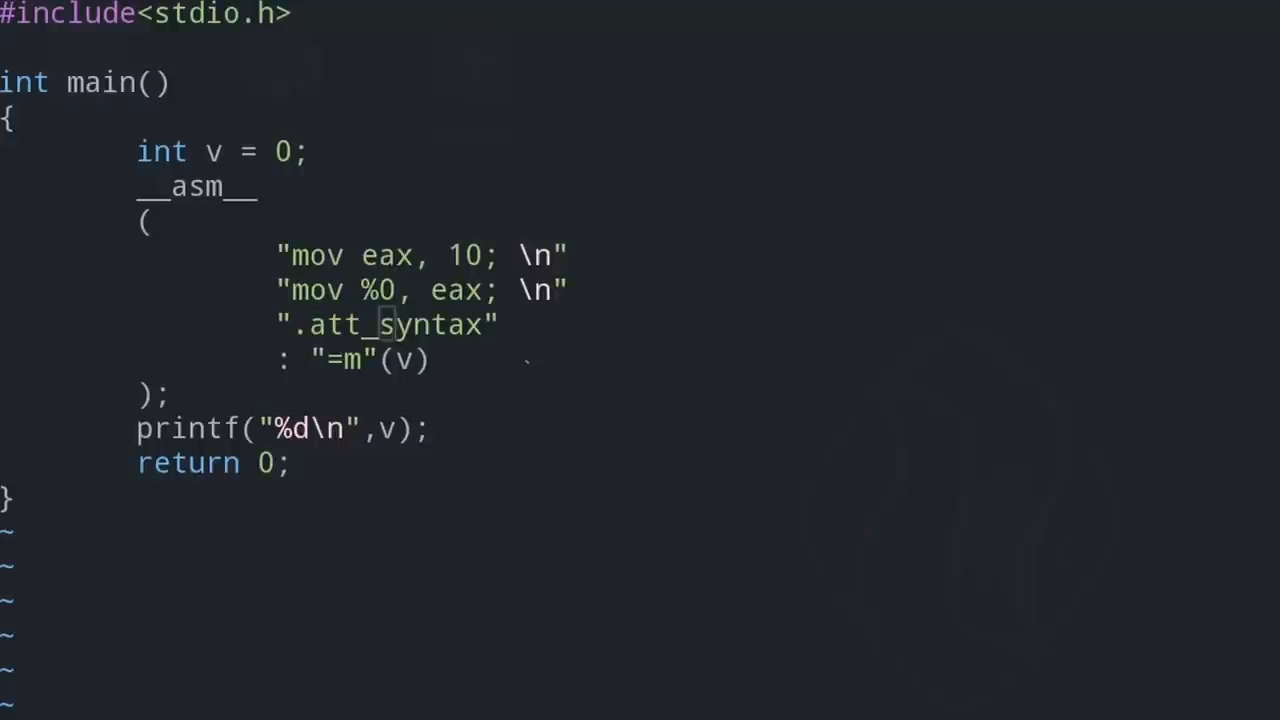 #include<stdio.h>
int main()
{
int v = 0;
__asm__
(
"mov eax, 10; \n"
"mov %0, eax; \n"
".att_syntax"
: "=m"(v)
);
printf("%d\n",v);
return 0;
}
~
~
~
~
~
~